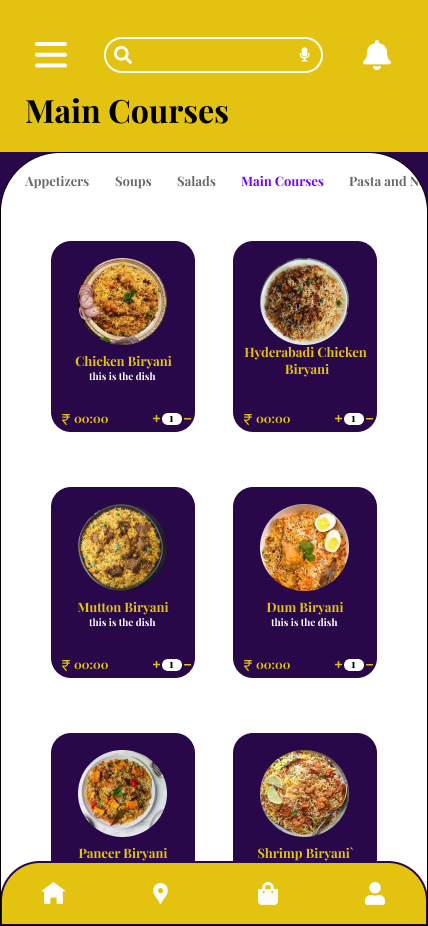 Main Courses
Appetizers Soups Salads Main Courses Pasta and N
Chicken Biryani
this is the dish
₹ 00:00 + 1 −
Hyderabadi Chicken
Biryani
₹ 00:00 + 1 −
Mutton Biryani
this is the dish
₹ 00:00 + 1 −
Dum Biryani
this is the dish
₹ 00:00 + 1 −
Paneer Biryani
Shrimp Biryani`